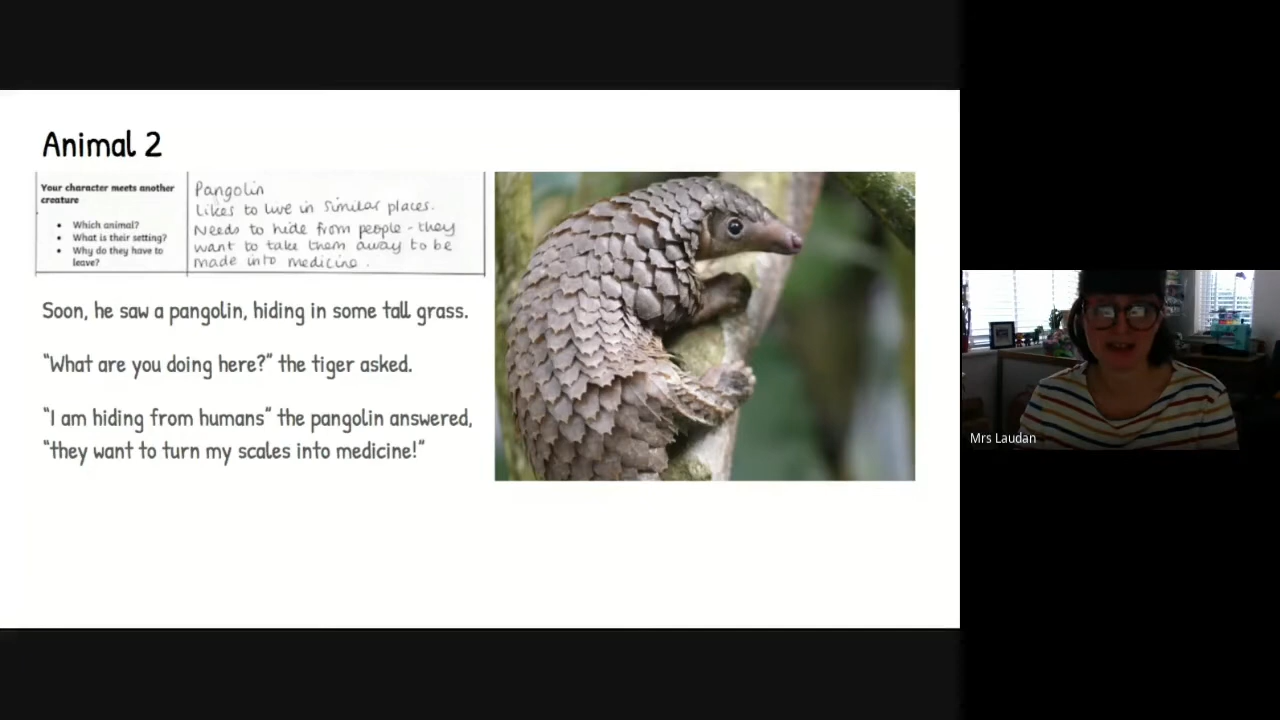 Animal 2
Your character meets another
creature
• Which animal?
• What is their setting?
• Why do they have to
leave?
Pangolin
Likes to live in similar places.
Needs to hide from people - they
want to take them away to be
made into medicine.
Soon, he saw a pangolin, hiding in some tall grass.
“What are you doing here?” the tiger asked.
“I am hiding from humans” the pangolin answered,
“they want to turn my scales into medicine!”
Mrs Laudan